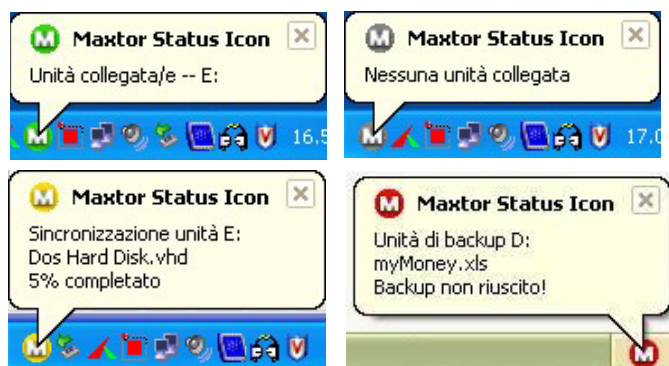 Maxtor Status Icon
Unità collegata/e -- E:
16.5
Maxtor Status Icon
Nessuna unità collegata
17.0
Maxtor Status Icon
Sincronizzazione unità E:
Dos Hard Disk.vhd
5% completato
Maxtor Status Icon
Unità di backup D:
myMoney.xls
Backup non riuscito!